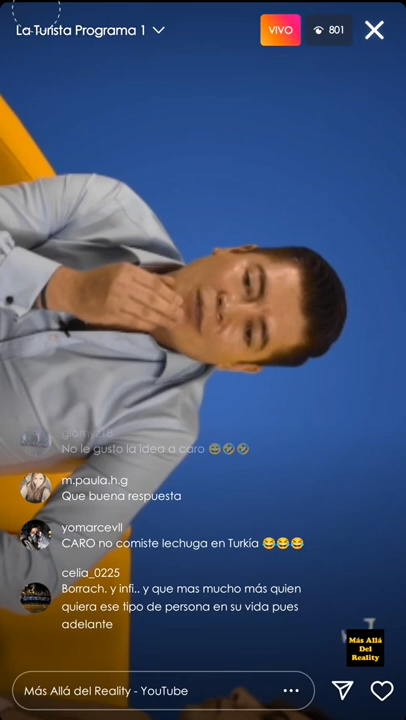 La Turista Programa 1
VIVO
801
No le gusto la idea a caro 😅🤣🤣
m.paula.h.g
Que buena respuesta
yomarcevll
CARO no comiste lechuga en Turkía 😂😂😂
celia_0225
Borrach. y infi.. y que mas mucho más quien
quiera ese tipo de persona en su vida pues
adelante
Más Allá
Del
Reality
Más Allá del Reality - YouTube